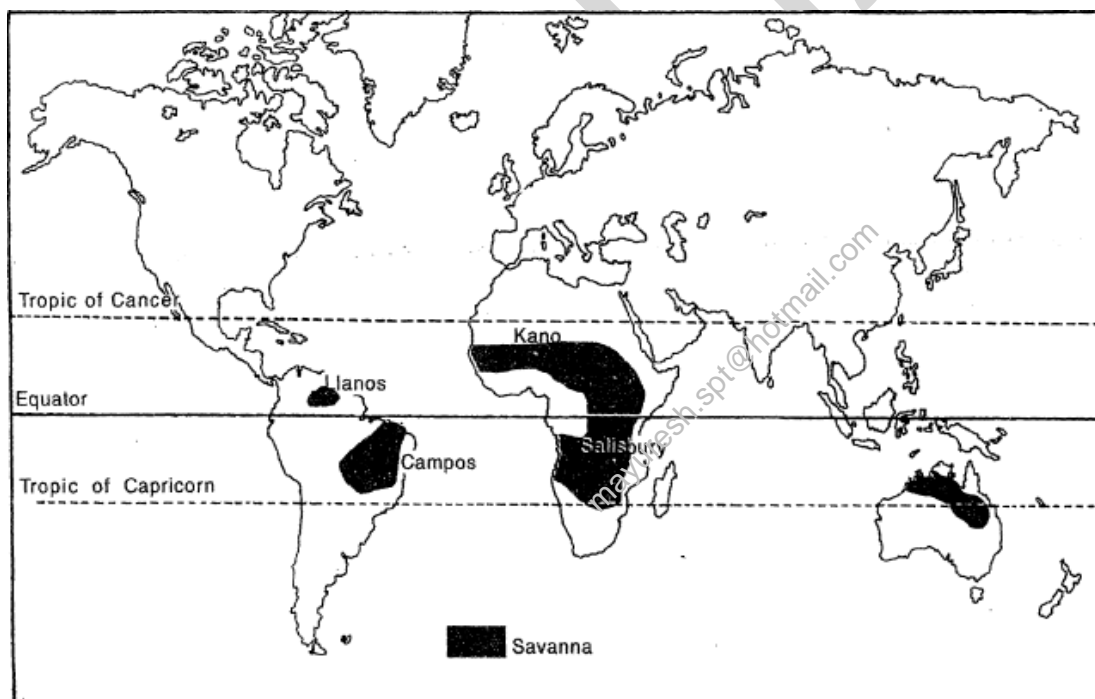 Tropic of Cancer
Kano
Llanos
Equator
Salisbury
Campos
Tropic of Capricorn
mayuresh.spt@hotmail.com
Savanna